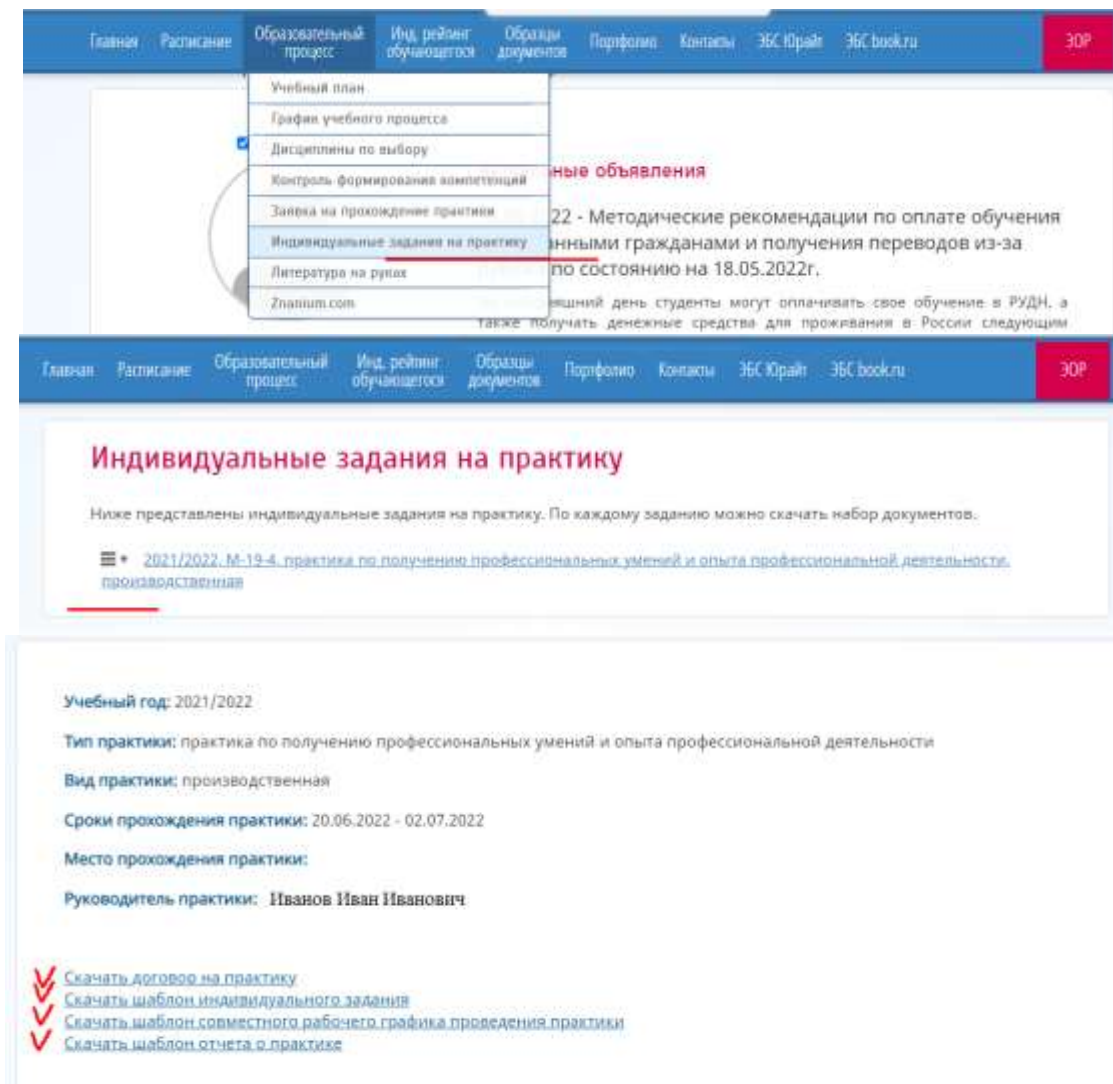 Главная Расписание Образовательный процесс Инд. рейтинг обучающегося Образцы документов Портфолио Контакты ЭБС Юрайт ЭБС book.ru ЭОР
Учебный план
График учебного процесса
Дисциплины по выбору
Контроль формирования компетенций
Заявка на прохождение практики
Индивидуальные задания на практику
Литература на руках
Znanium.com
ные объявления
22 - Методические рекомендации по оплате обучения
анными гражданами и получения переводов из-за
по состоянию на 18.05.2022г.
день студенты могут оплачивать свое обучение в РУДН, а
также получать денежные средства для проживания в России следующим
Главная Расписание Образовательный процесс Инд. рейтинг обучающегося Образцы документов Портфолио Контакты ЭБС Юрайт ЭБС book.ru ЭОР
Индивидуальные задания на практику
Ниже представлены индивидуальные задания на практику. По каждому заданию можно скачать набор документов.
2021/2022, М-19-4, практика по получению профессиональных умений и опыта профессиональной деятельности,
производственная
Учебный год: 2021/2022
Тип практики: практика по получению профессиональных умений и опыта профессиональной деятельности
Вид практики: производственная
Сроки прохождения практики: 20.06.2022 - 02.07.2022
Место прохождения практики:
Руководитель практики: Иванов Иван Иванович
Скачать договор на практику
Скачать шаблон индивидуального задания
Скачать шаблон совместного рабочего графика проведения практики
Скачать шаблон отчета о практике